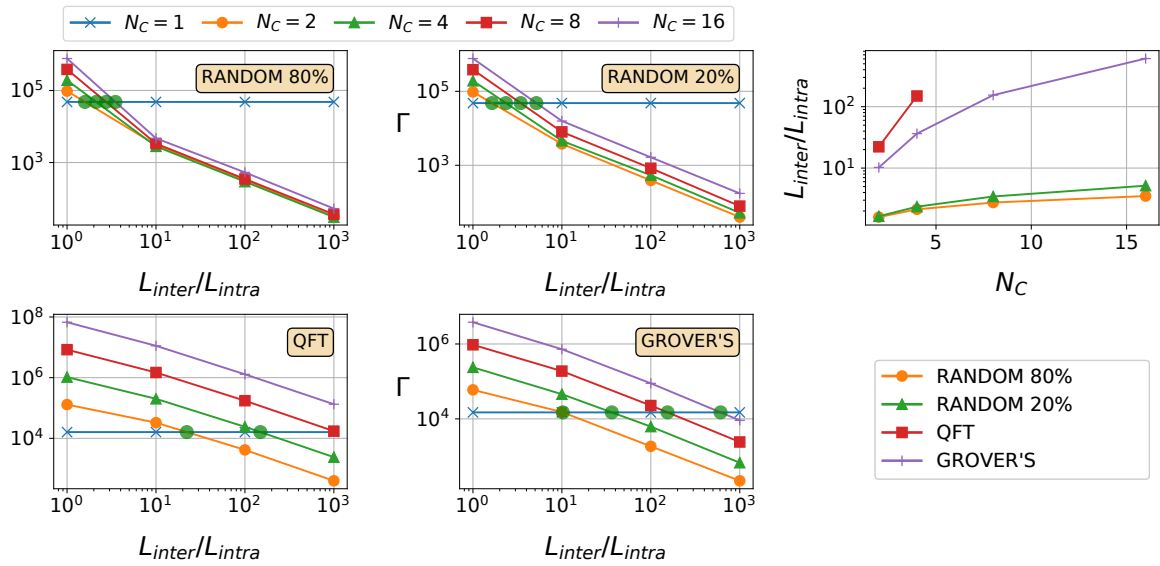 N_C = 1 N_C = 2 N_C = 4 N_C = 8 N_C = 16
RANDOM 80%
10^5
10^3
10^0 10^1 10^2 10^3
L_inter/L_intra
RANDOM 20%
Γ
10^5
10^3
10^0 10^1 10^2 10^3
L_inter/L_intra
L_inter/L_intra
10^2
10^1
5 10 15
N_C
QFT
10^8
10^6
10^4
10^0 10^1 10^2 10^3
L_inter/L_intra
GROVER'S
Γ
10^6
10^4
10^0 10^1 10^2 10^3
L_inter/L_intra
RANDOM 80%
RANDOM 20%
QFT
GROVER'S